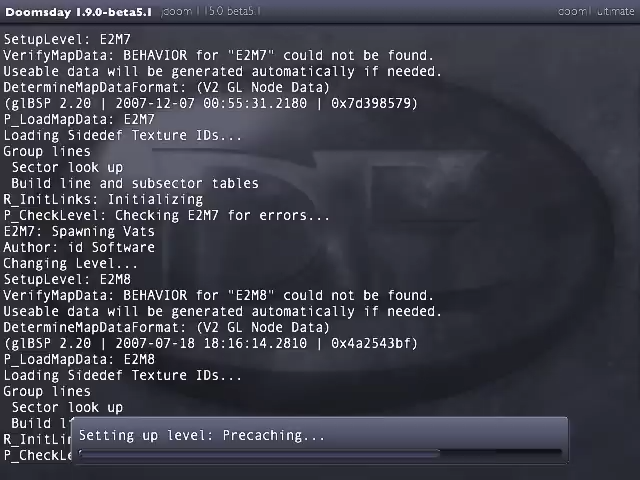 Doomsday 1.9.0-beta5.1 jdoom 1.15.0-beta5.1 doom1-ultimate
SetupLevel: E2M7
VerifyMapData: BEHAVIOR for "E2M7" could not be found.
Useable data will be generated automatically if needed.
DetermineMapDataFormat: (V2 GL Node Data)
(glBSP 2.20 | 2007-12-07 00:55:31.2180 | 0x7d398579)
P_LoadMapData: E2M7
Loading Sidedef Texture IDs...
Group lines
Sector look up
Build line and subsector tables
R_InitLinks: Initializing
P_CheckLevel: Checking E2M7 for errors...
E2M7: Spawning Vats
Author: id Software
Changing Level...
SetupLevel: E2M8
VerifyMapData: BEHAVIOR for "E2M8" could not be found.
Useable data will be generated automatically if needed.
DetermineMapDataFormat: (V2 GL Node Data)
(glBSP 2.20 | 2007-07-18 18:16:14.2810 | 0x4a2543bf)
P_LoadMapData: E2M8
Loading Sidedef Texture IDs...
Group lines
Sector look up
Build li
R_InitLi
P_CheckLe
Setting up level: Precaching...